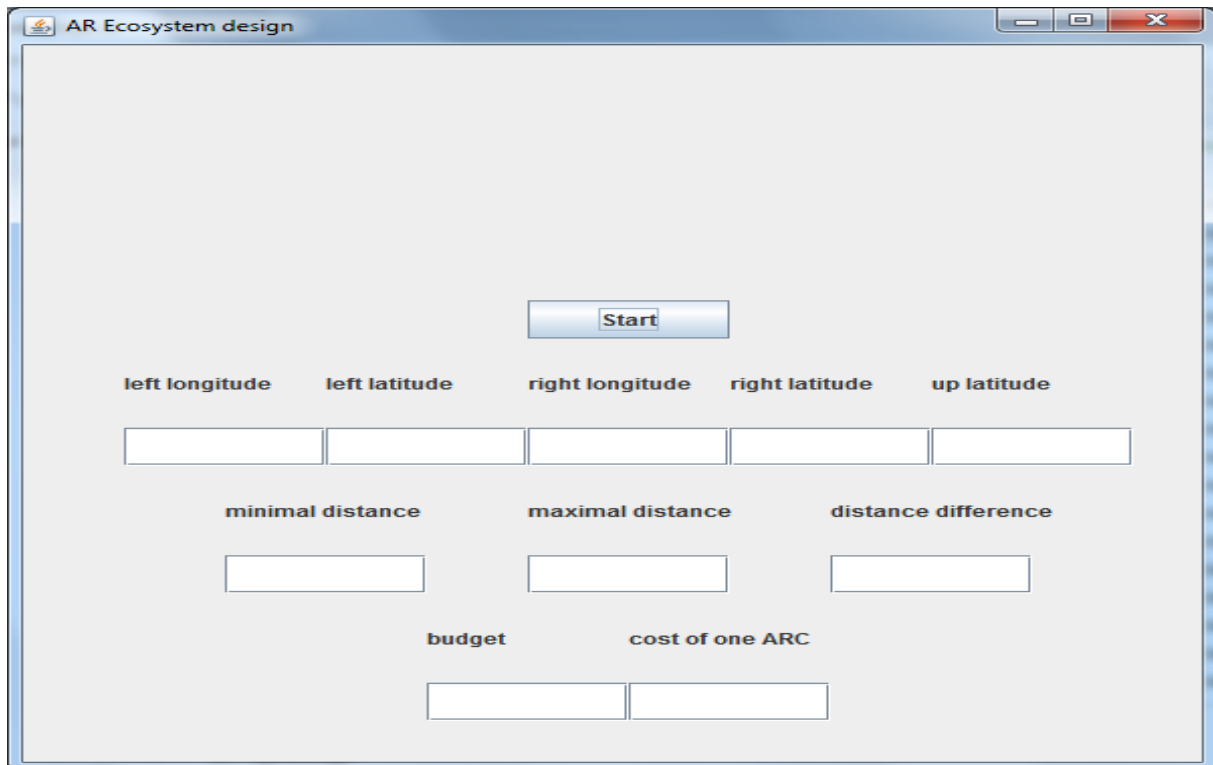 AR Ecosystem design
Start
left longitude left latitude right longitude right latitude up latitude
minimal distance maximal distance distance difference
budget cost of one ARC